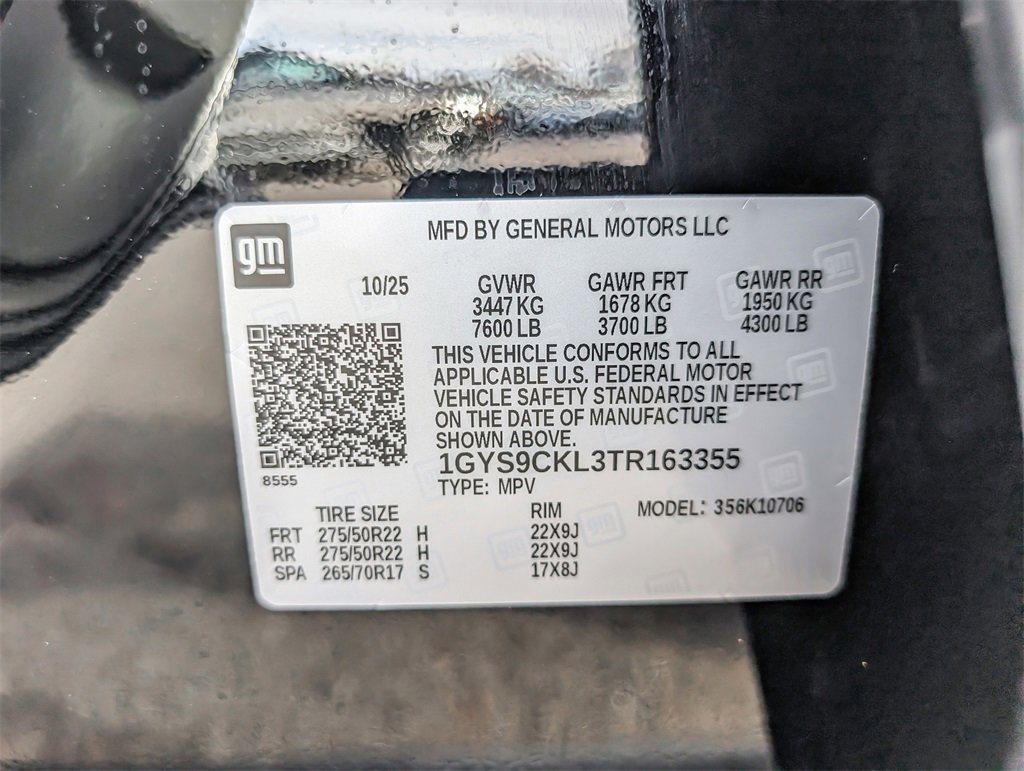 gm
MFD BY GENERAL MOTORS LLC
10/25 GVWR GAWR FRT GAWR RR
3447 KG 1678 KG 1950 KG
7600 LB 3700 LB 4300 LB
THIS VEHICLE CONFORMS TO ALL
APPLICABLE U.S. FEDERAL MOTOR
VEHICLE SAFETY STANDARDS IN EFFECT
ON THE DATE OF MANUFACTURE
SHOWN ABOVE.
1GYS9CKL3TR163355
8555
TYPE: MPV
TIRE SIZE RIM MODEL: 356K10706
FRT 275/50R22 H 22X9J
RR 275/50R22 H 22X9J
SPA 265/70R17 S 17X8J